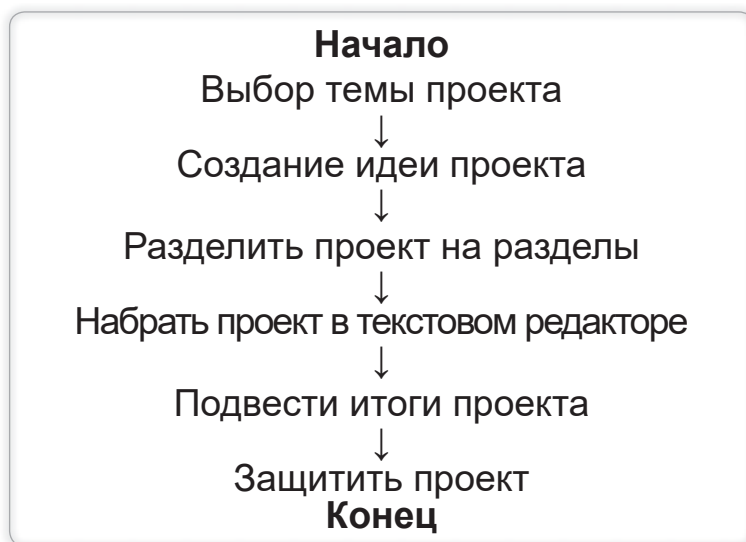 Начало
Выбор темы проекта
↓
Создание идеи проекта
↓
Разделить проект на разделы
↓
Набрать проект в текстовом редакторе
↓
Подвести итоги проекта
↓
Защитить проект
Конец